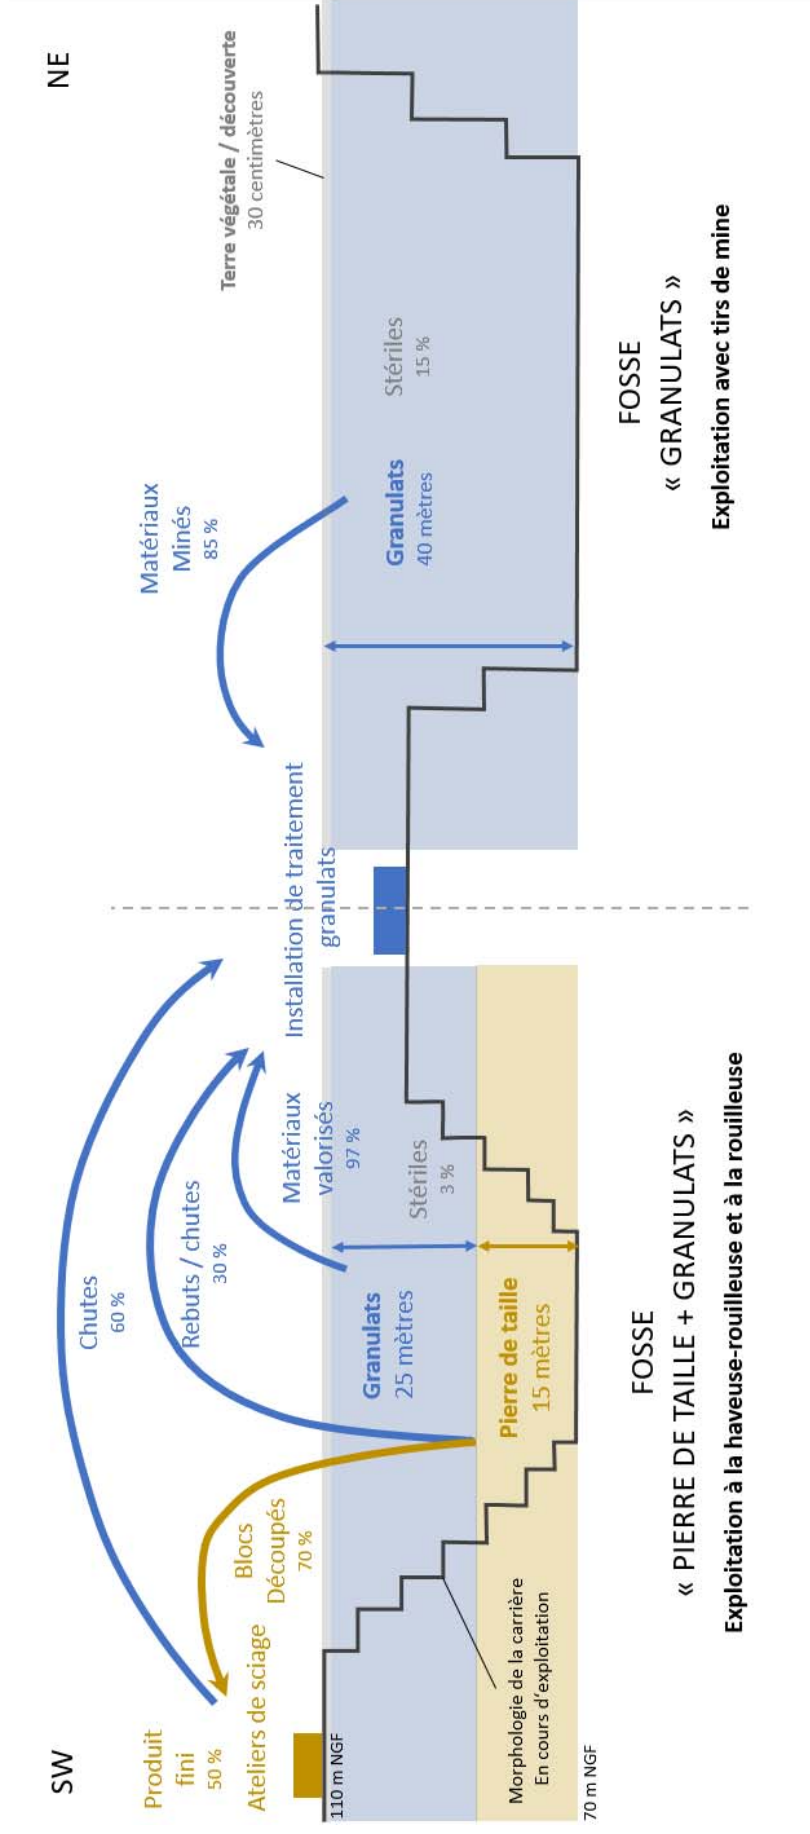 SW
NE
Chutes
60 %
Produit
fini
50 %
Ateliers de sciage
Blocs
Découpés
70 %
Rebuts / chutes
30 %
Matériaux
valorisés
97 %
Installation de traitement
granulats
Matériaux
Minés
85 %
Terre végétale / découverte
30 centimètres
110 m NGF
Granulats
25 mètres
Stériles
3 %
Granulats
40 mètres
Stériles
15 %
Pierre de taille
15 mètres
Morphologie de la carrière
En cours d'exploitation
70 m NGF
FOSSE
« PIERRE DE TAILLE + GRANULATS »
Exploitation à la haveuse-rouilleuse et à la rouilleuse
FOSSE
« GRANULATS »
Exploitation avec tirs de mine